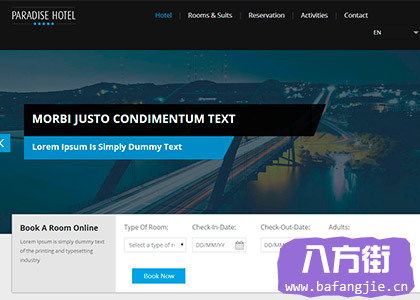 PARADISE HOTEL
Hotel
Rooms & Suits
Reservation
Activities
Contact
EN
MORBI JUSTO CONDIMENTUM TEXT
Lorem Ipsum Is Simply Dummy Text
Book A Room Online
Lorem Ipsum is simply dummy text of the printing and typesetting industry.
Type Of Room:
Check-In-Date:
Check-Out-Date:
Adults:
Select a type of r
DD/MM/YY
DD/MM/
Book Now
八方街
www.bafangjie.cn